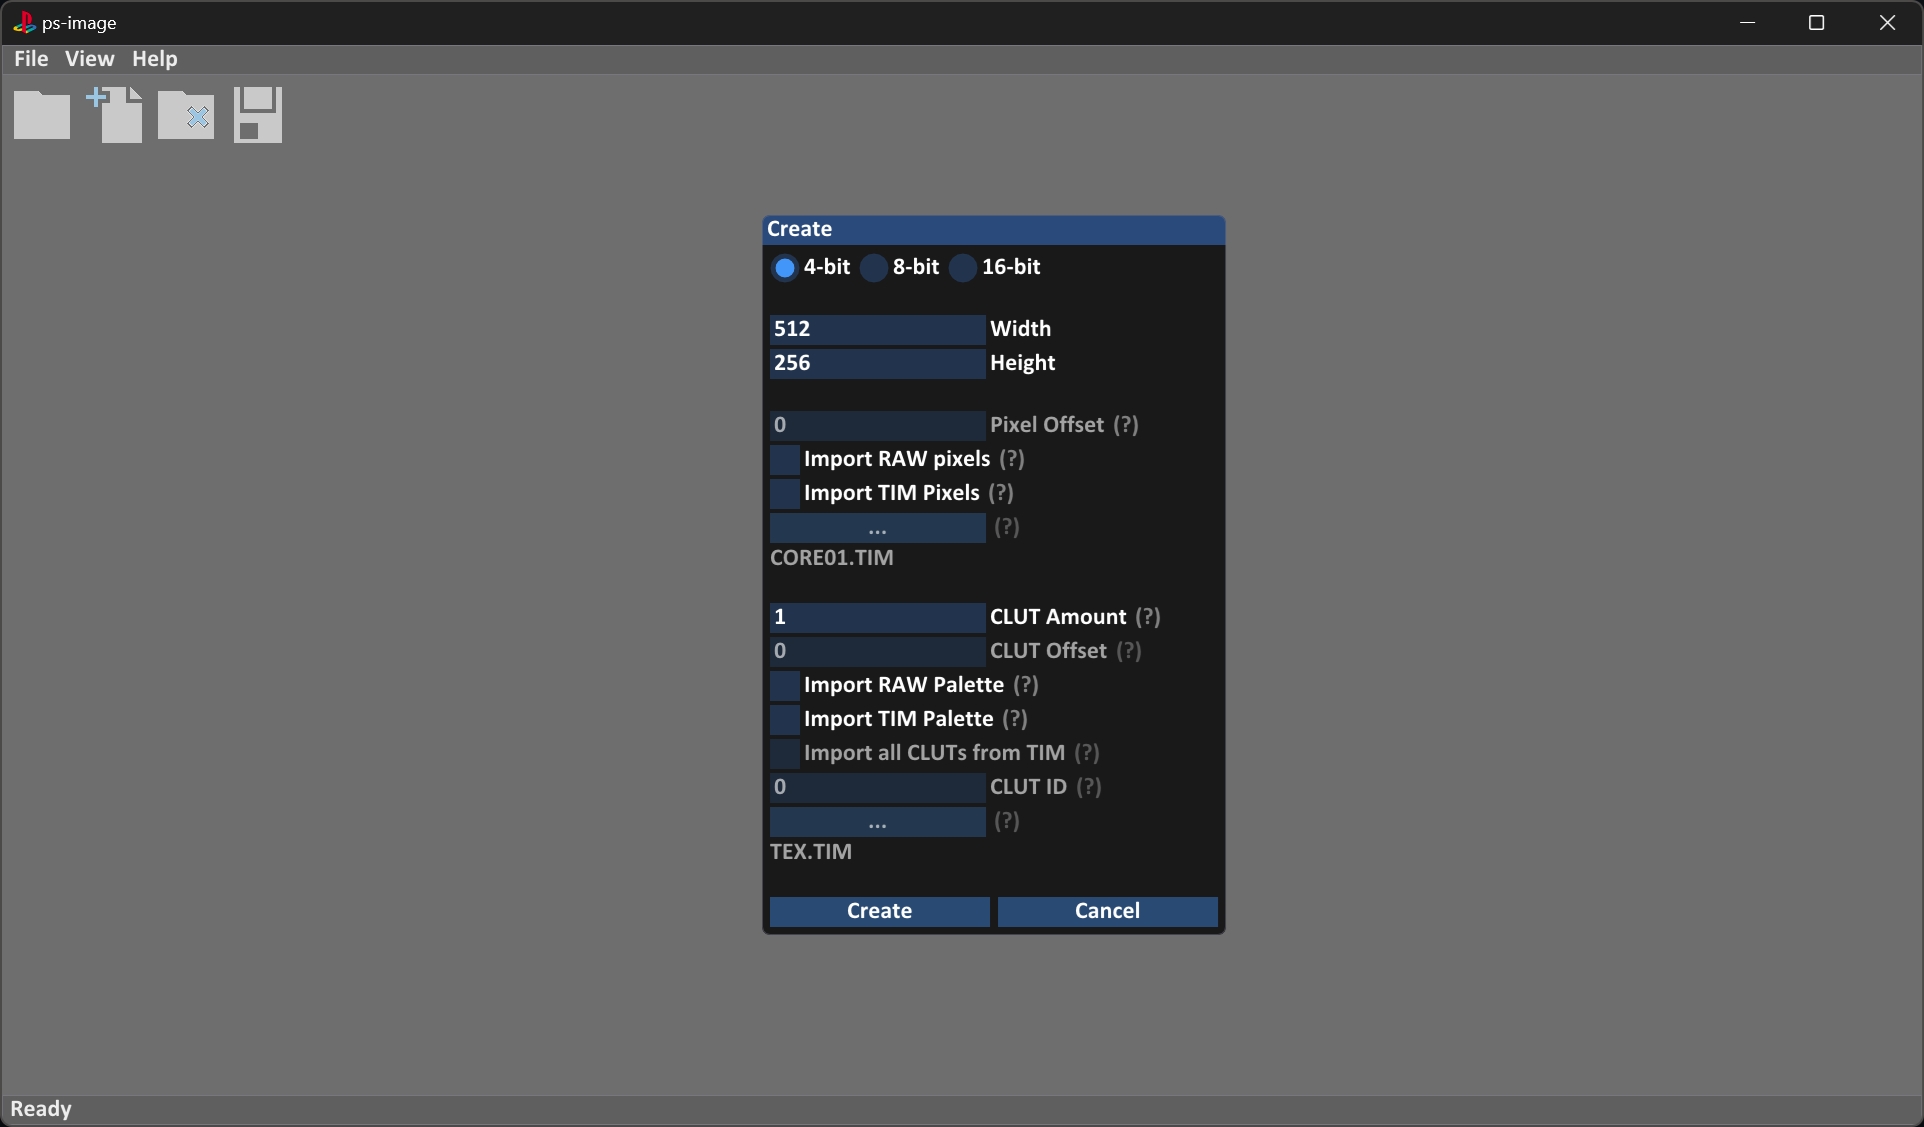 ps-image
File View Help
Create
4-bit 8-bit 16-bit
512 Width
256 Height
0 Pixel Offset (?)
Import RAW pixels (?)
Import TIM Pixels (?)
... (?)
CORE01.TIM
1 CLUT Amount (?)
0 CLUT Offset (?)
Import RAW Palette (?)
Import TIM Palette (?)
Import all CLUTs from TIM (?)
0 CLUT ID (?)
... (?)
TEX.TIM
Create Cancel
Ready